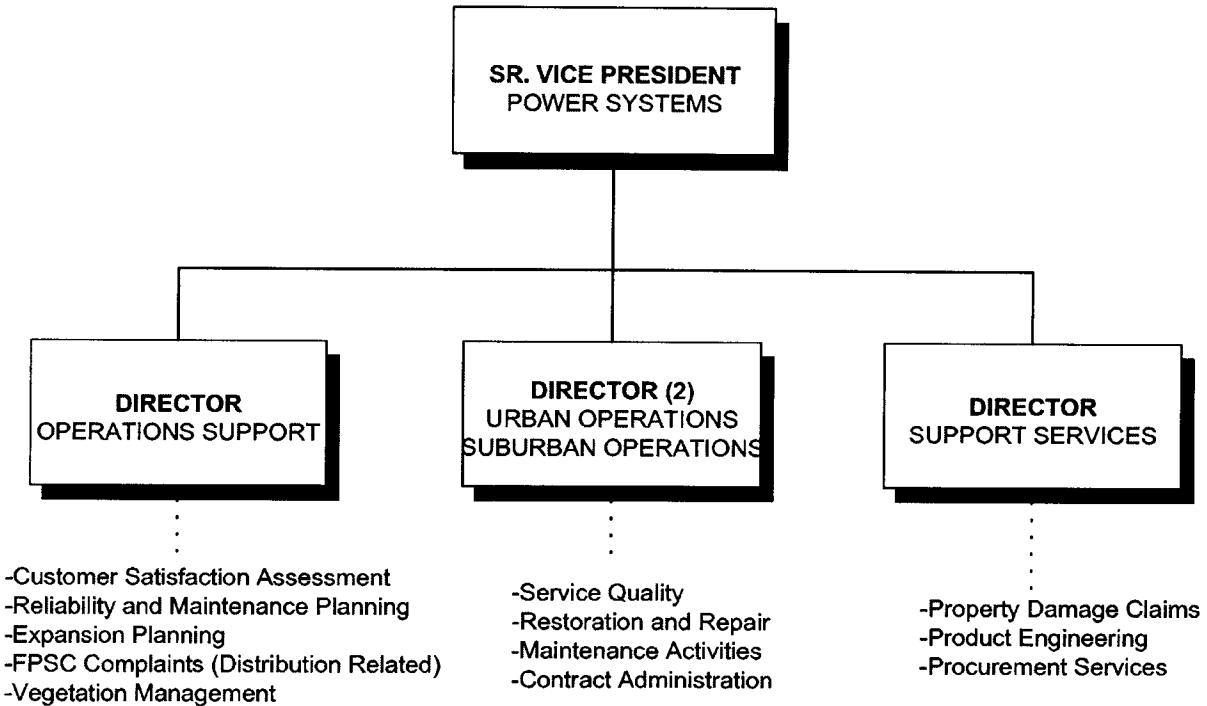 SR. VICE PRESIDENT
POWER SYSTEMS
DIRECTOR
OPERATIONS SUPPORT
DIRECTOR (2)
URBAN OPERATIONS
SUBURBAN OPERATIONS
DIRECTOR
SUPPORT SERVICES
-Customer Satisfaction Assessment
-Reliability and Maintenance Planning
-Expansion Planning
-FPSC Complaints (Distribution Related)
-Vegetation Management
-Service Quality
-Restoration and Repair
-Maintenance Activities
-Contract Administration
-Property Damage Claims
-Product Engineering
-Procurement Services